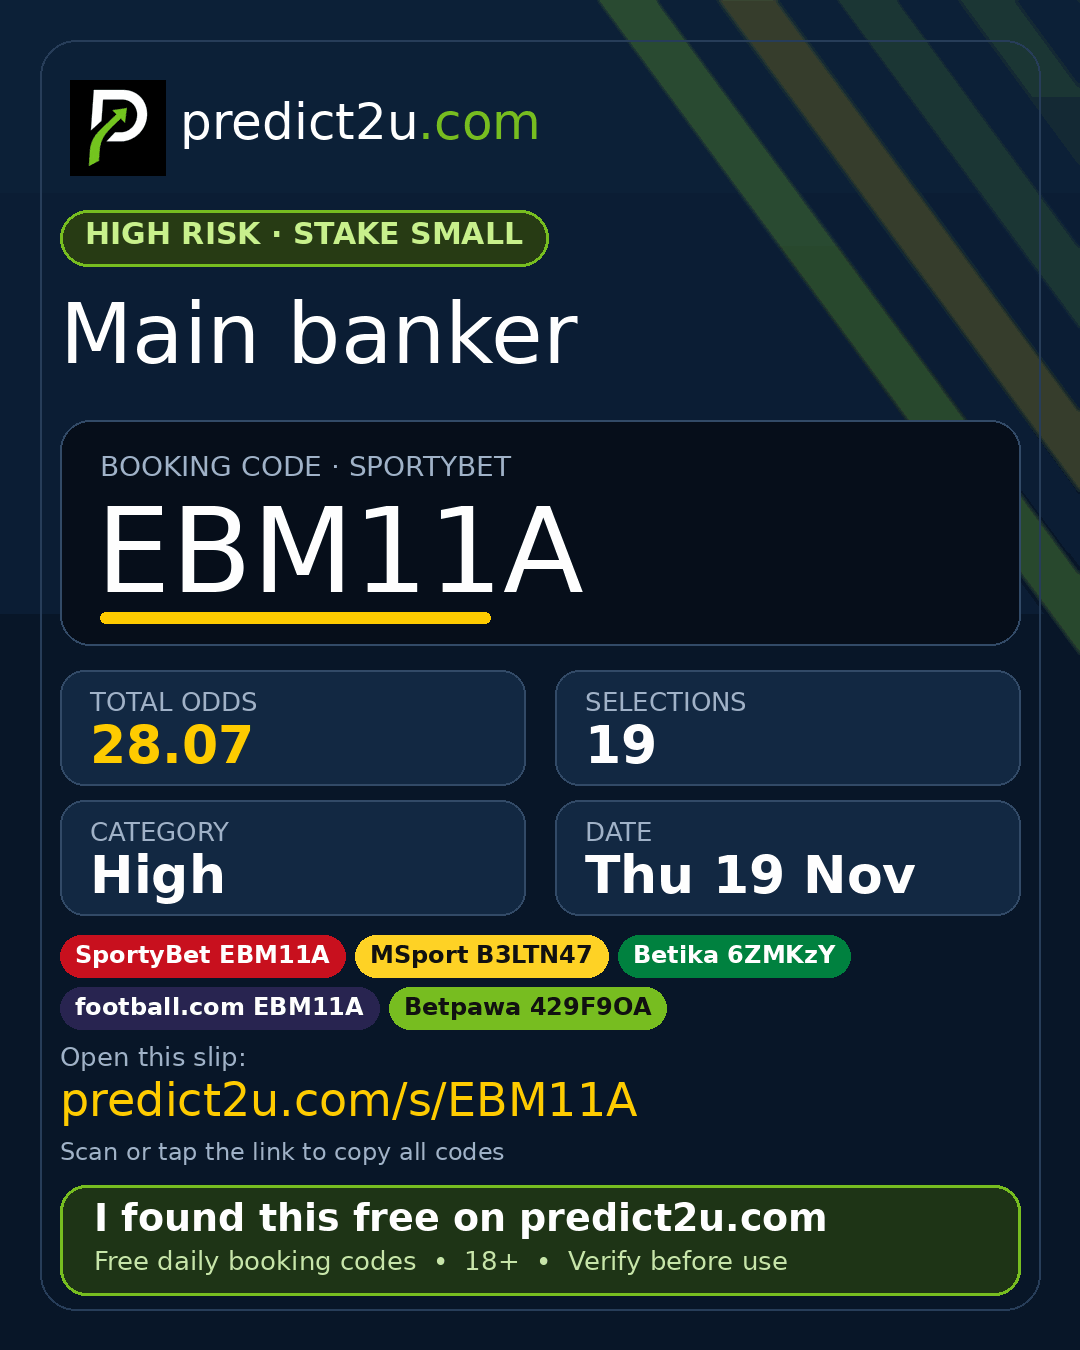 predict2u.com
HIGH RISK · STAKE SMALL
Main banker
BOOKING CODE · SPORTYBET
EBM11A
TOTAL ODDS
28.07
SELECTIONS
19
CATEGORY
High
DATE
Thu 19 Nov
SportyBet EBM11A
MSport B3LTN47
Betika 6ZMKzY
football.com EBM11A
Betpawa 429F9OA
Open this slip:
predict2u.com/s/EBM11A
Scan or tap the link to copy all codes
I found this free on predict2u.com
Free daily booking codes • 18+ • Verify before use